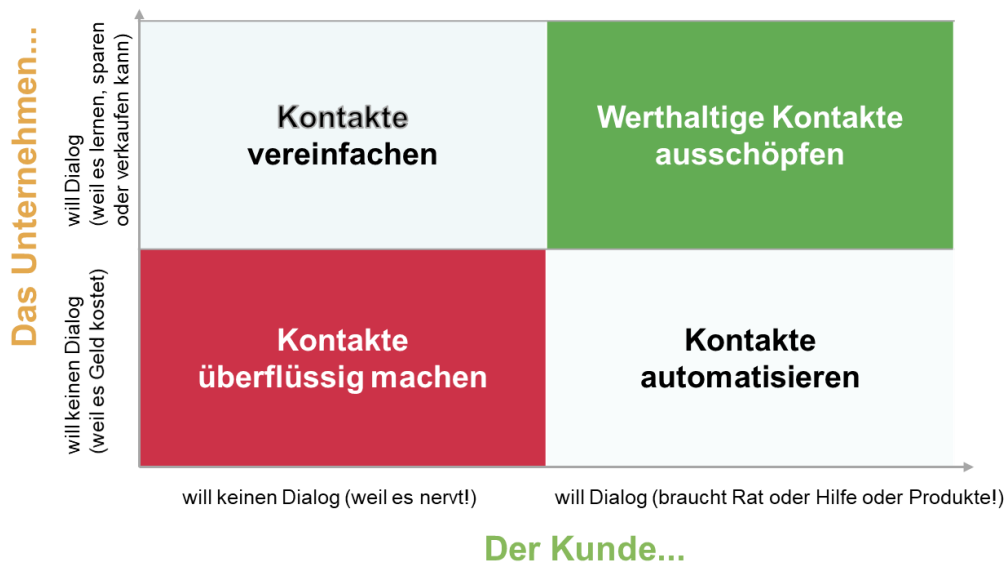 Das Unternehmen...
will Dialog
(weil es lernen, sparen
oder verkaufen kann)
Kontakte
vereinfachen
Werthaltige Kontakte
ausschöpfen
will keinen Dialog
(weil es Geld kostet)
Kontakte
überflüssig machen
Kontakte
automatisieren
will keinen Dialog (weil es nervt!)
will Dialog (braucht Rat oder Hilfe oder Produkte!)
Der Kunde...